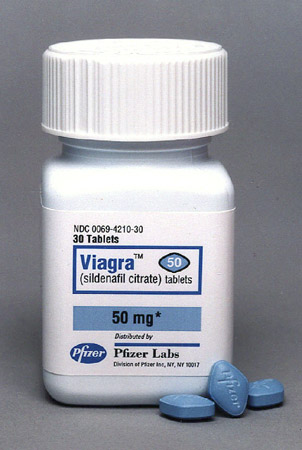 NDC 0069-4210-30
30 Tablets
Viagra™ 50
(sildenafil citrate) tablets
50 mg*
Distributed by
Pfizer Pfizer Labs
Division of Pfizer Inc, NY, NY 10017
Pfizer